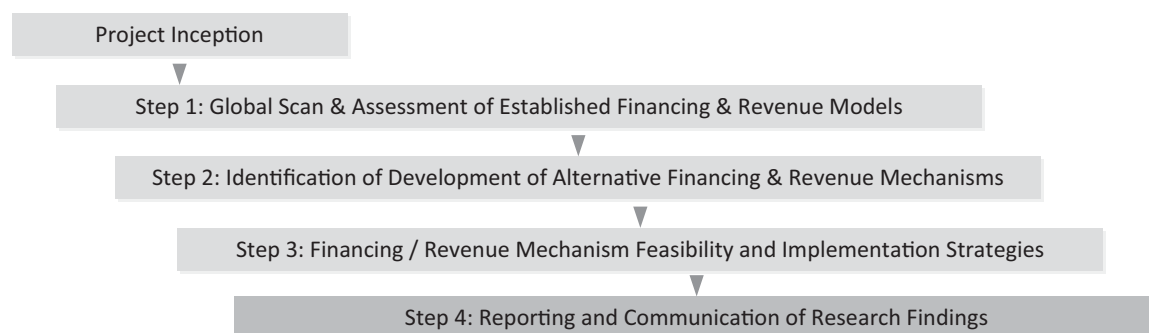 Project Inception
Step 1: Global Scan & Assessment of Established Financing & Revenue Models
Step 2: Identification of Development of Alternative Financing & Revenue Mechanisms
Step 3: Financing / Revenue Mechanism Feasibility and Implementation Strategies
Step 4: Reporting and Communication of Research Findings